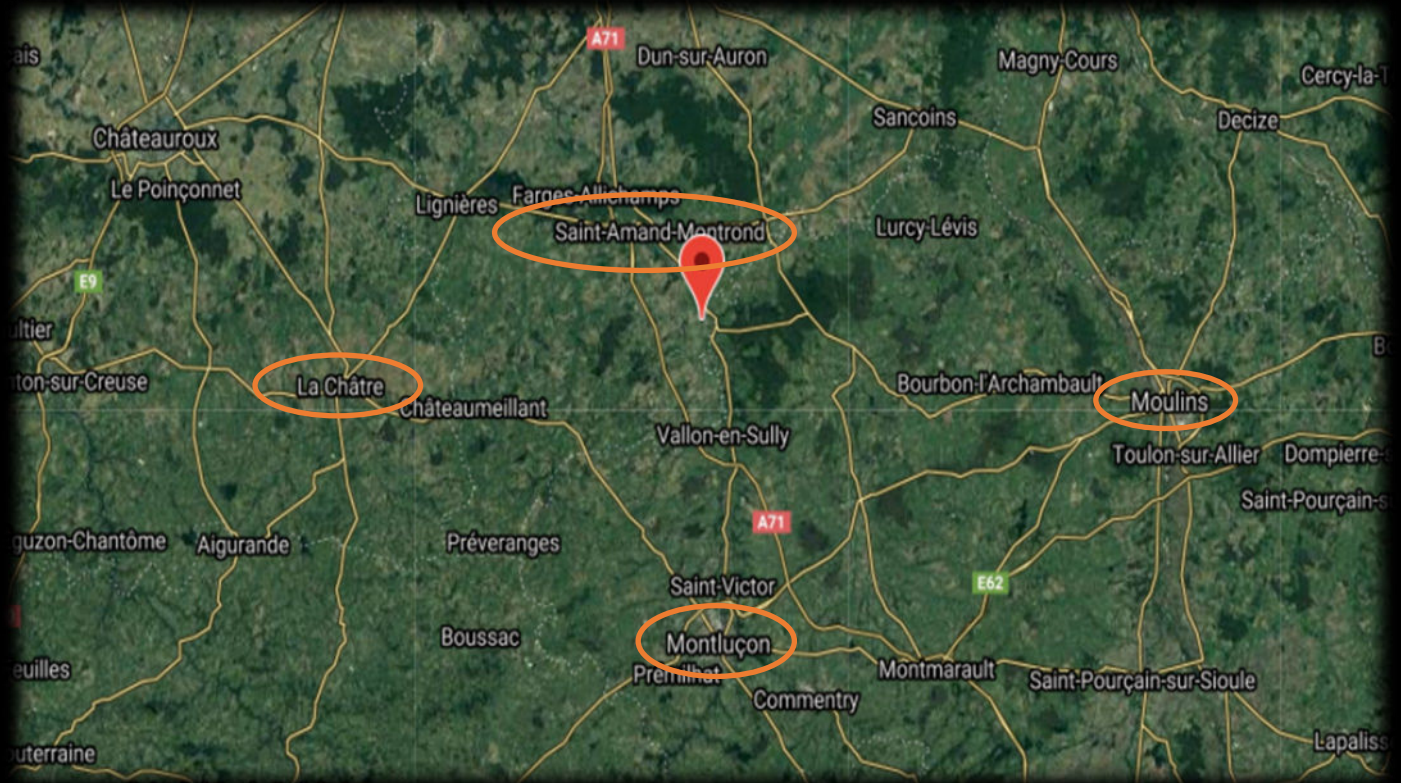 A71
Dun-sur-Auron
Magny-Cours
ais
Cercy-la-T
Sancoins
Decize
Châteauroux
Le Poinçonnet
Farges-Allichamps
Lignières
Saint-Amand-Montrond
Lurcy-Lévis
E9
ultier
nton-sur-Creuse
La Châtre
Bourbon-l'Archambault
Moulins
Châteaumeillant
Vallon-en-Sully
Toulon-sur-Allier
Dompierre-s
Saint-Pourçain-s
A71
guzon-Chantôme
Aigurande
Préveranges
Saint-Victor
E62
Boussac
Montluçon
euilles
Prémilhat
Montmarault
Saint-Pourçain-sur-Sioule
Commentry
outerraine
Lapaliss